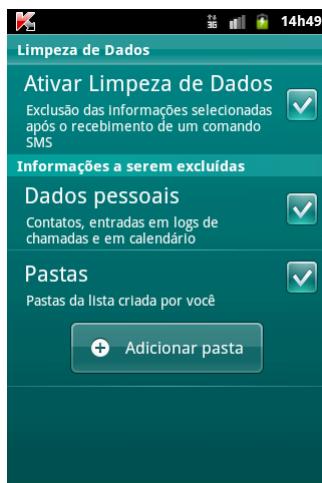 14h49
Limpeza de Dados
Ativar Limpeza de Dados
Exclusão das informações selecionadas
após o recebimento de um comando
SMS
Informações a serem excluídas
Dados pessoais
Contatos, entradas em logs de
chamadas e em calendário
Pastas
Pastas da lista criada por você
Adicionar pasta